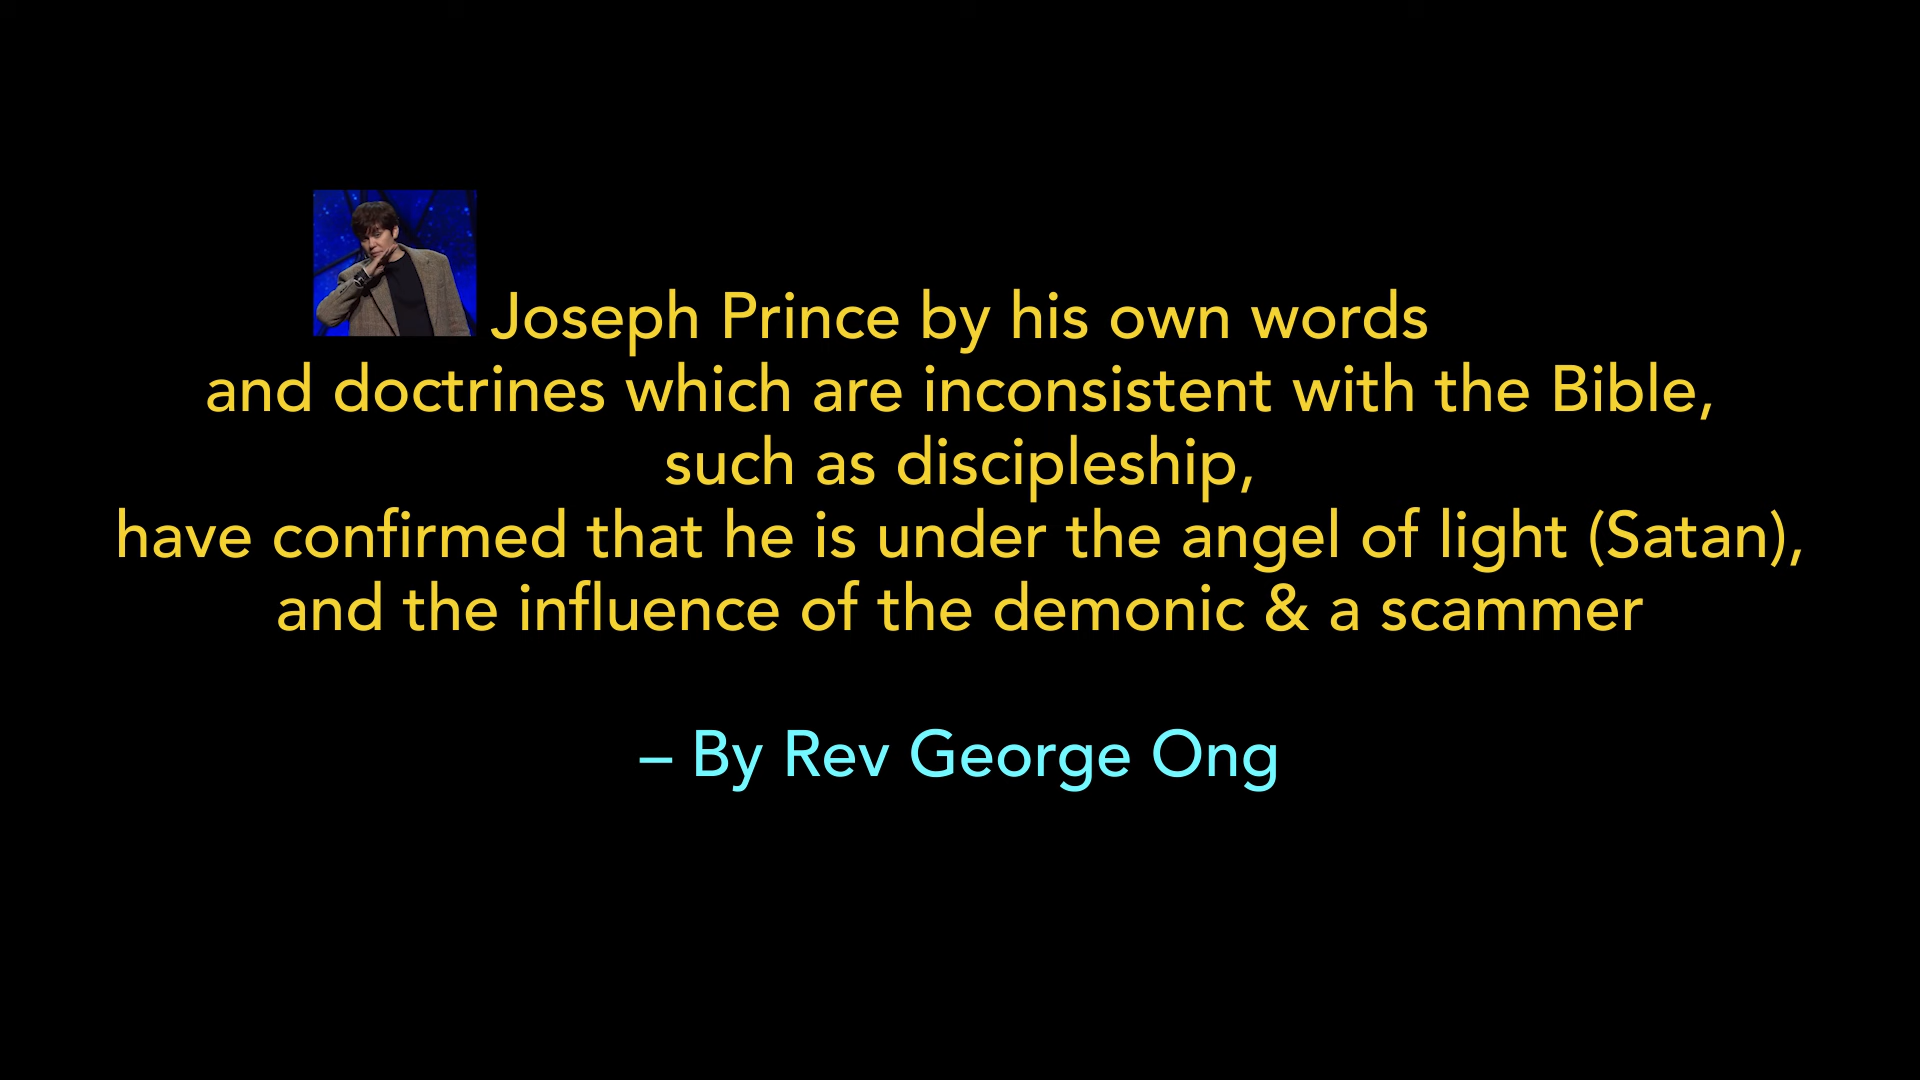 Joseph Prince by his own words
and doctrines which are inconsistent with the Bible,
such as discipleship,
have confirmed that he is under the angel of light (Satan),
and the influence of the demonic & a scammer
– By Rev George Ong